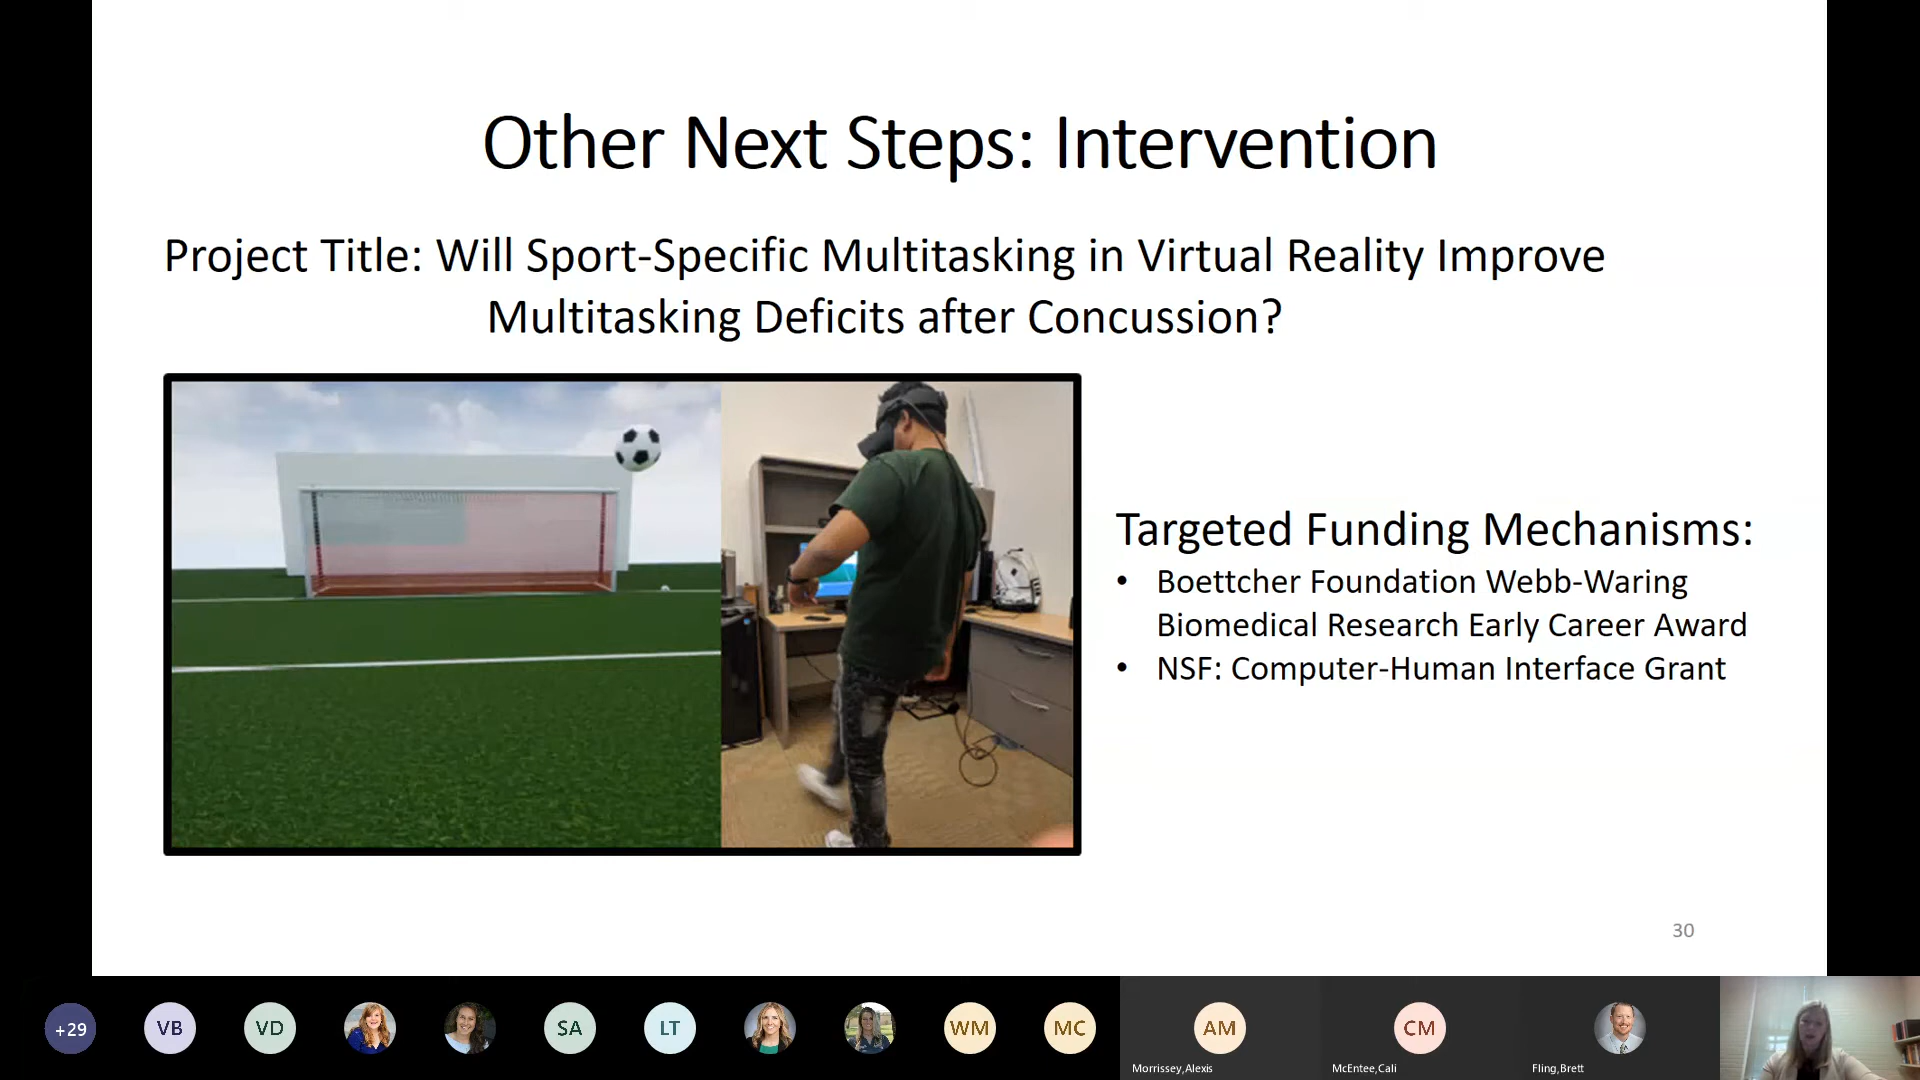 Other Next Steps: Intervention
Project Title: Will Sport-Specific Multitasking in Virtual Reality Improve
Multitasking Deficits after Concussion?
Targeted Funding Mechanisms:
• Boettcher Foundation Webb-Waring
Biomedical Research Early Career Award
• NSF: Computer-Human Interface Grant
30
+29
VB
VD
SA
LT
WM
MC
AM
CM
Morrissey,Alexis
McEntee,Cali
Fling,Brett